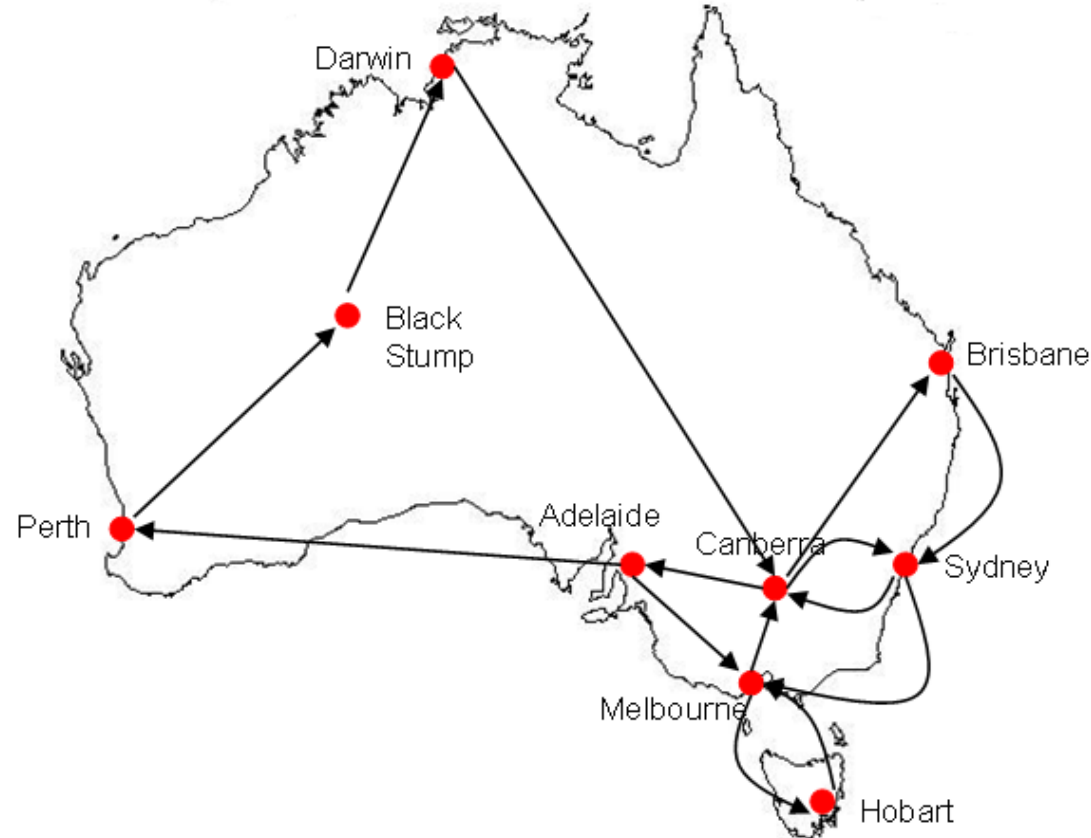 Darwin
Black
Stump
Brisbane
Perth
Adelaide
Canberra
Sydney
Melbourne
Hobart